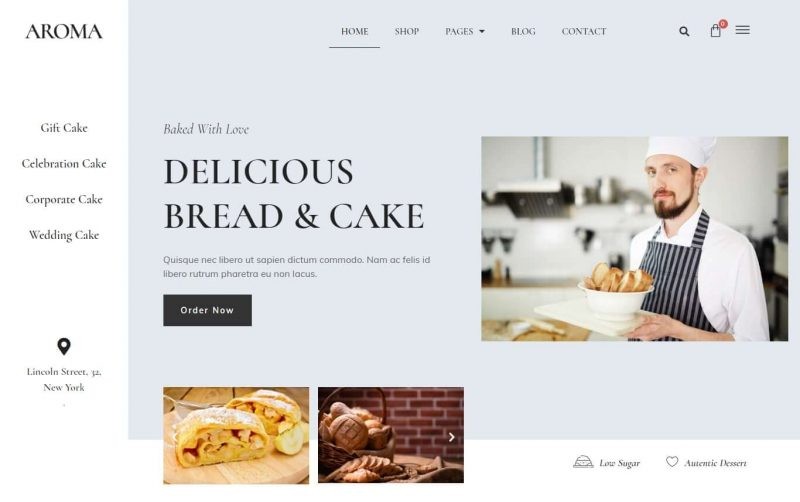 AROMA
HOME
SHOP
PAGES
BLOG
CONTACT
0
Gift Cake
Celebration Cake
Corporate Cake
Wedding Cake
Lincoln Street, 32,
New York
Baked With Love
DELICIOUS
BREAD & CAKE
Quisque nec libero ut sapien dictum commodo. Nam ac felis id
libero rutrum pharetra eu non lacus.
Order Now
Low Sugar
Autentic Dessert